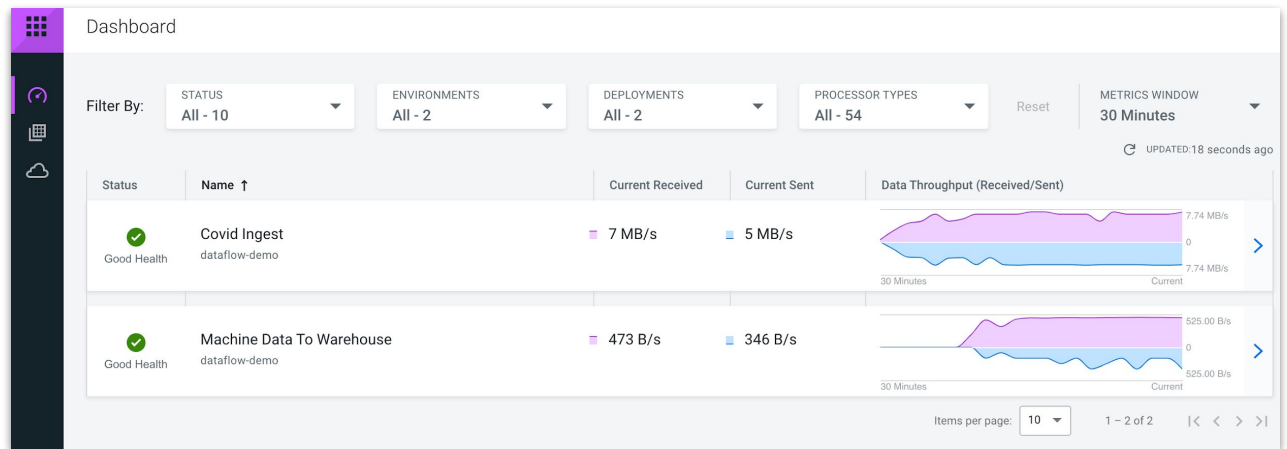 Dashboard
Filter By:
STATUS
All - 10
ENVIRONMENTS
All - 2
DEPLOYMENTS
All - 2
PROCESSOR TYPES
All - 54
Reset
METRICS WINDOW
30 Minutes
UPDATED:18 seconds ago
Status Name ↑ Current Received Current Sent Data Throughput (Received/Sent)
Good Health
Covid Ingest
dataflow-demo
7 MB/s
5 MB/s
7.74 MB/s
0
7.74 MB/s
30 Minutes Current
Good Health
Machine Data To Warehouse
dataflow-demo
473 B/s
346 B/s
525.00 B/s
0
525.00 B/s
30 Minutes Current
Items per page: 10 1 – 2 of 2